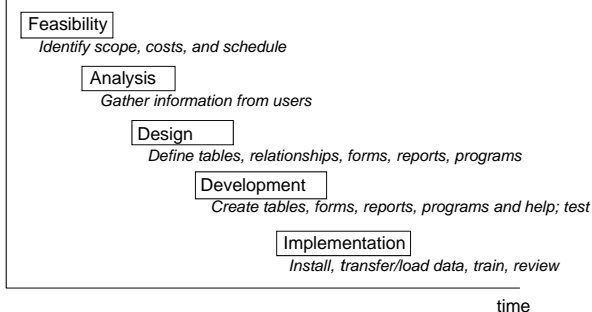 Feasibility
Identify scope, costs, and schedule
Analysis
Gather information from users
Design
Define tables, relationships, forms, reports, programs
Development
Create tables, forms, reports, programs and help; test
Implementation
Install, transfer/load data, train, review
time